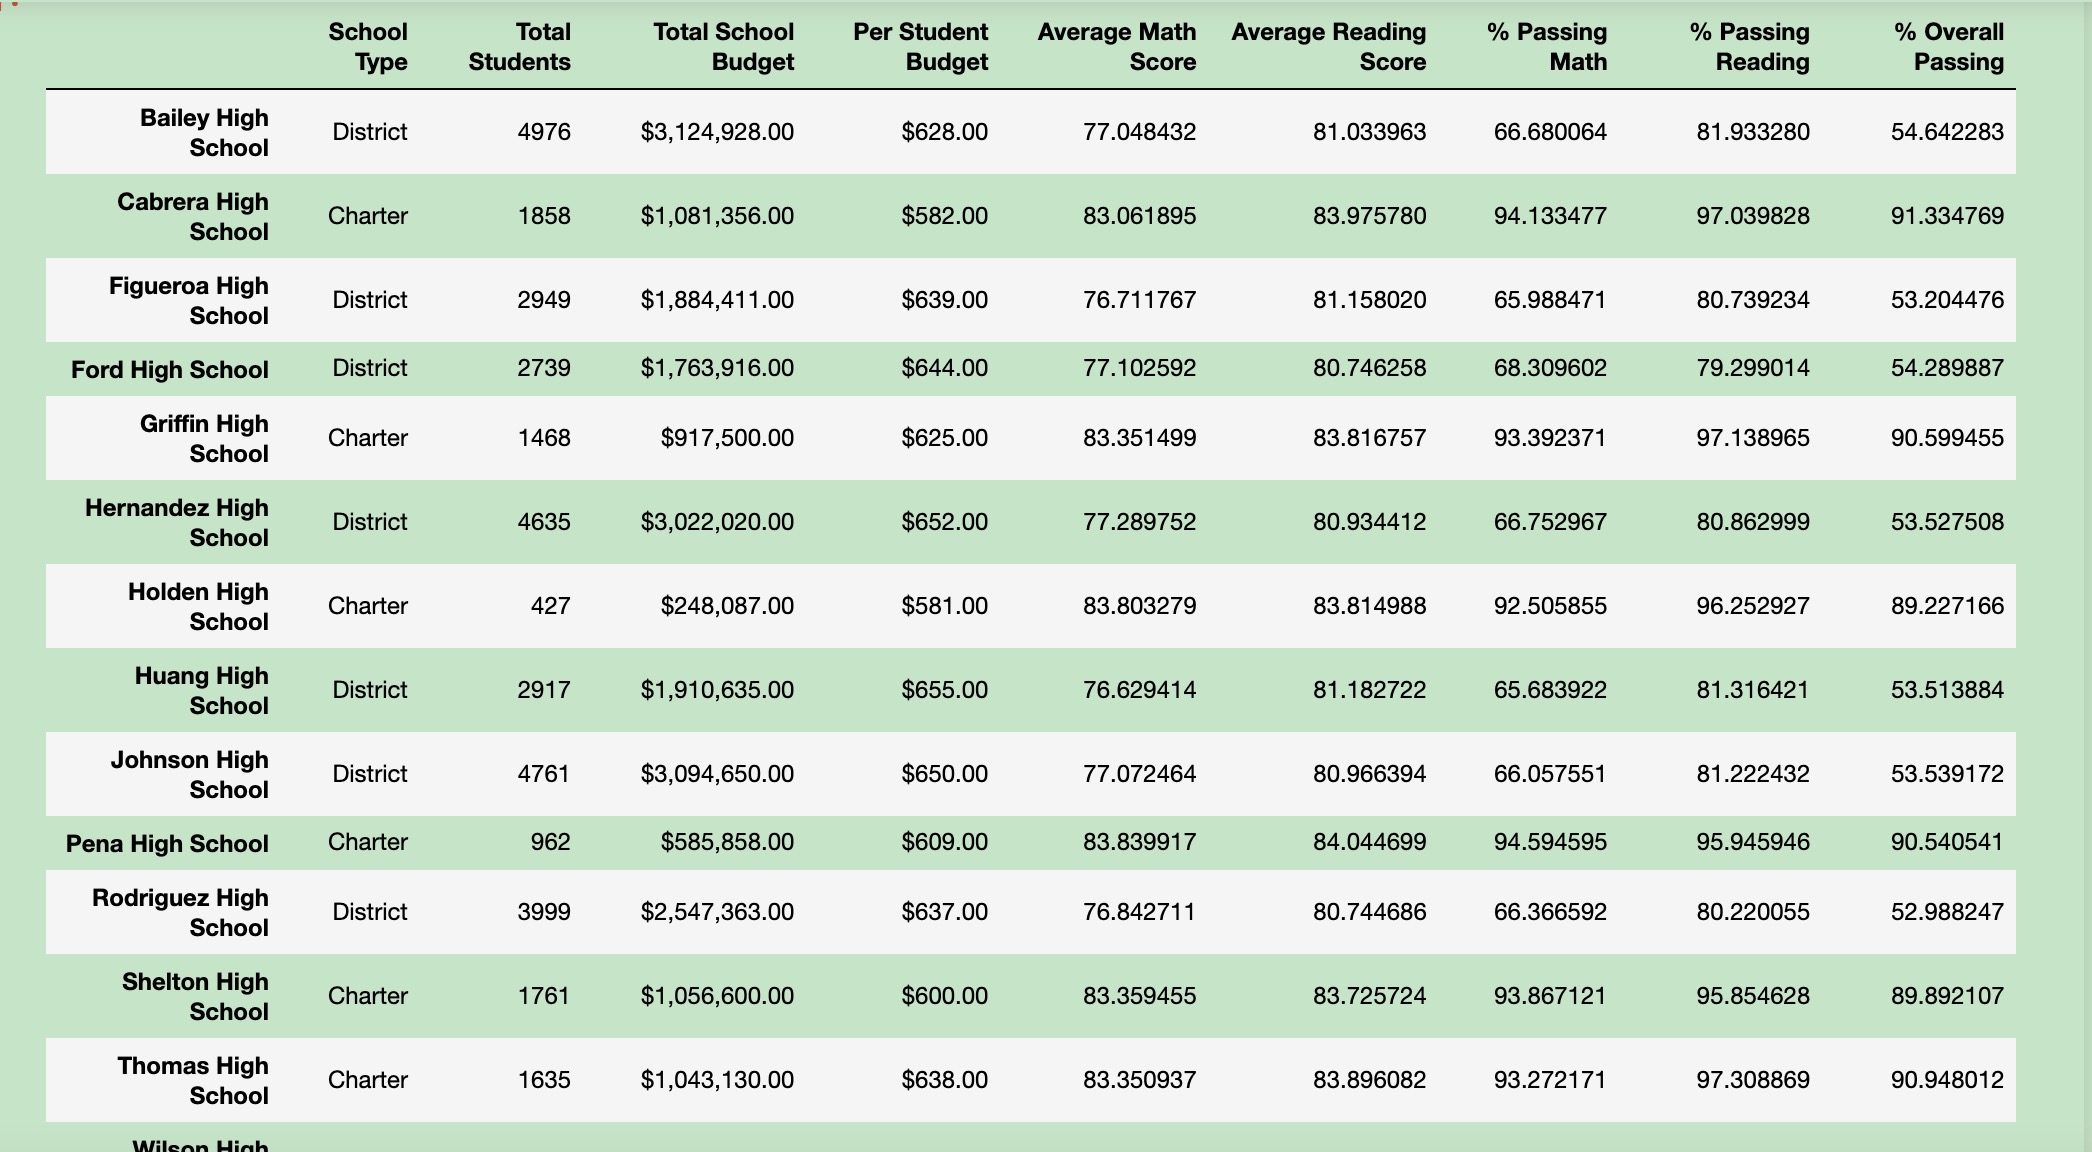 School Total Total School Per Student Average Math Average Reading % Passing % Passing % Overall
Type Students Budget Budget Score Score Math Reading Passing
Bailey High
School District 4976 $3,124,928.00 $628.00 77.048432 81.033963 66.680064 81.933280 54.642283
Cabrera High
School Charter 1858 $1,081,356.00 $582.00 83.061895 83.975780 94.133477 97.039828 91.334769
Figueroa High
School District 2949 $1,884,411.00 $639.00 76.711767 81.158020 65.988471 80.739234 53.204476
Ford High School District 2739 $1,763,916.00 $644.00 77.102592 80.746258 68.309602 79.299014 54.289887
Griffin High
School Charter 1468 $917,500.00 $625.00 83.351499 83.816757 93.392371 97.138965 90.599455
Hernandez High
School District 4635 $3,022,020.00 $652.00 77.289752 80.934412 66.752967 80.862999 53.527508
Holden High
School Charter 427 $248,087.00 $581.00 83.803279 83.814988 92.505855 96.252927 89.227166
Huang High
School District 2917 $1,910,635.00 $655.00 76.629414 81.182722 65.683922 81.316421 53.513884
Johnson High
School District 4761 $3,094,650.00 $650.00 77.072464 80.966394 66.057551 81.222432 53.539172
Pena High School Charter 962 $585,858.00 $609.00 83.839917 84.044699 94.594595 95.945946 90.540541
Rodriguez High
School District 3999 $2,547,363.00 $637.00 76.842711 80.744686 66.366592 80.220055 52.988247
Shelton High
School Charter 1761 $1,056,600.00 $600.00 83.359455 83.725724 93.867121 95.854628 89.892107
Thomas High
School Charter 1635 $1,043,130.00 $638.00 83.350937 83.896082 93.272171 97.308869 90.948012
Wilson High